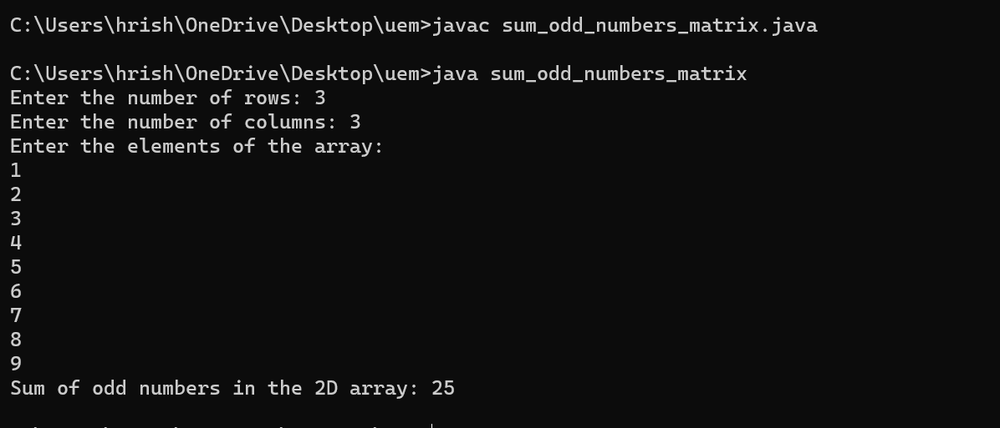 C:\Users\hrish\OneDrive\Desktop\uem>javac sum_odd_numbers_matrix.java
C:\Users\hrish\OneDrive\Desktop\uem>java sum_odd_numbers_matrix
Enter the number of rows: 3
Enter the number of columns: 3
Enter the elements of the array:
1
2
3
4
5
6
7
8
9
Sum of odd numbers in the 2D array: 25